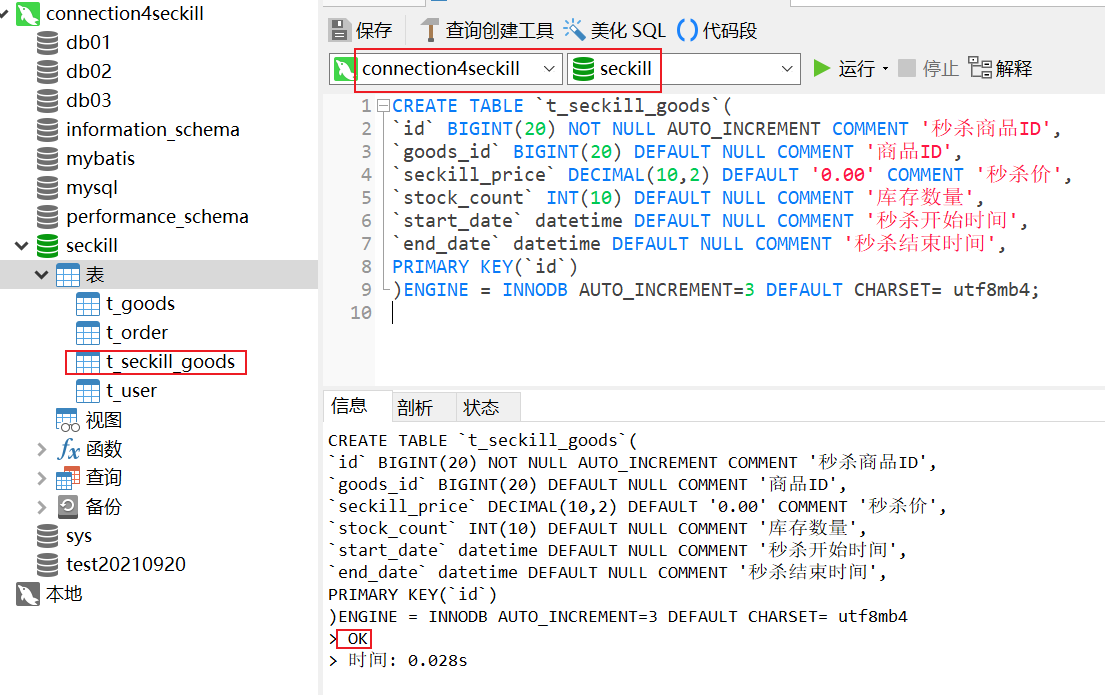 connection4seckill
db01
db02
db03
information_schema
mybatis
mysql
performance_schema
seckill
表
t_goods
t_order
t_seckill_goods
t_user
视图
fx 函数
查询
备份
sys
test20210920
本地
保存 查询创建工具 美化 SQL () 代码段
connection4seckill seckill 运行 停止 解释
1 CREATE TABLE `t_seckill_goods`(
2 `id` BIGINT(20) NOT NULL AUTO_INCREMENT COMMENT '秒杀商品ID',
3 `goods_id` BIGINT(20) DEFAULT NULL COMMENT '商品ID',
4 `seckill_price` DECIMAL(10,2) DEFAULT '0.00' COMMENT '秒杀价',
5 `stock_count` INT(10) DEFAULT NULL COMMENT '库存数量',
6 `start_date` datetime DEFAULT NULL COMMENT '秒杀开始时间',
7 `end_date` datetime DEFAULT NULL COMMENT '秒杀结束时间',
8 PRIMARY KEY(`id`)
9 )ENGINE = INNODB AUTO_INCREMENT=3 DEFAULT CHARSET= utf8mb4;
10
信息 剖析 状态
CREATE TABLE `t_seckill_goods`(
`id` BIGINT(20) NOT NULL AUTO_INCREMENT COMMENT '秒杀商品ID',
`goods_id` BIGINT(20) DEFAULT NULL COMMENT '商品ID',
`seckill_price` DECIMAL(10,2) DEFAULT '0.00' COMMENT '秒杀价',
`stock_count` INT(10) DEFAULT NULL COMMENT '库存数量',
`start_date` datetime DEFAULT NULL COMMENT '秒杀开始时间',
`end_date` datetime DEFAULT NULL COMMENT '秒杀结束时间',
PRIMARY KEY(`id`)
)ENGINE = INNODB AUTO_INCREMENT=3 DEFAULT CHARSET= utf8mb4
> OK
> 时间: 0.028s